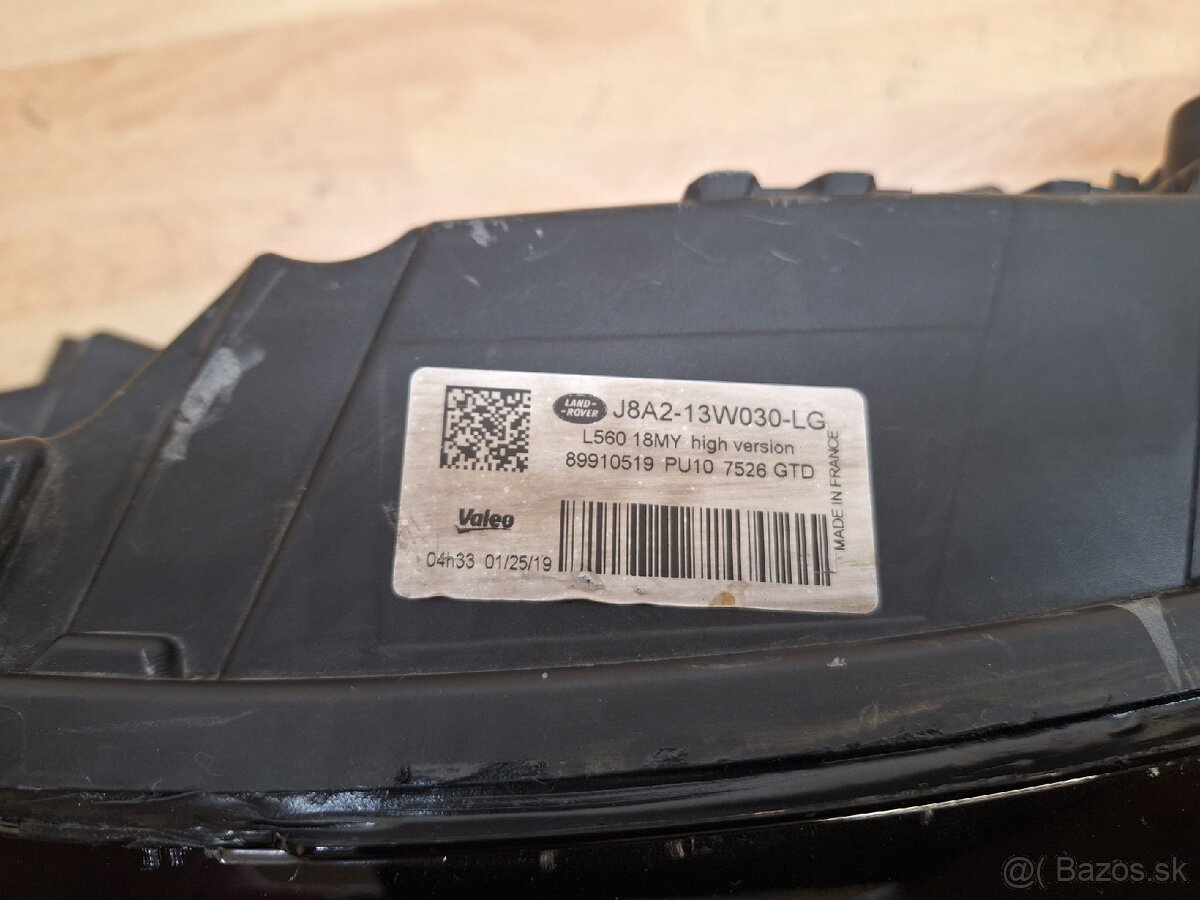 LAND-
ROVER
J8A2-13W030-LG
L560 18MY high version
89910519 PU10 7526 GTD
MADE IN FRANCE
Valeo
04h33 01/25/19
@( Bazos.sk